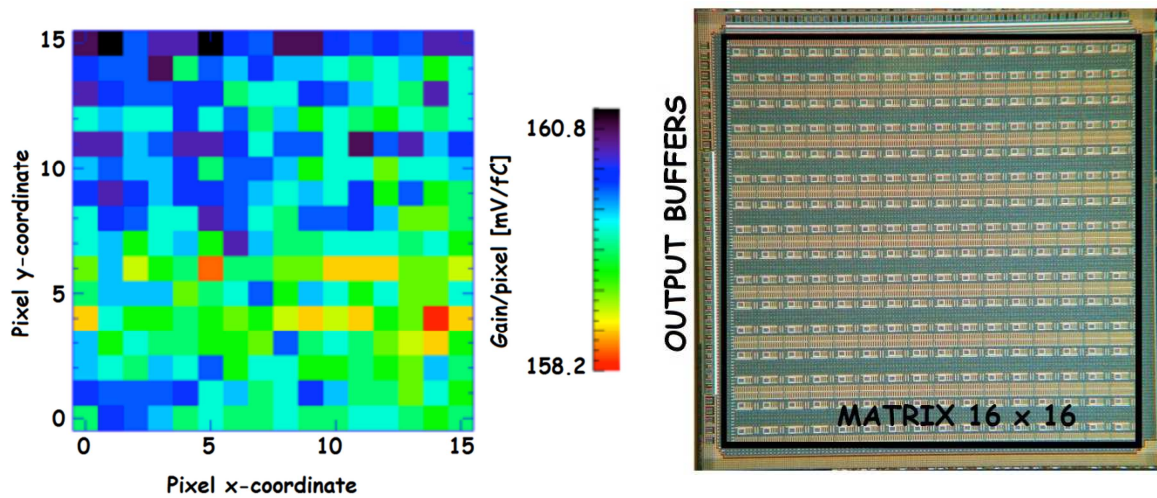 15
10
5
0
0
5
10
15
Pixel y-coordinate
Pixel x-coordinate
160.8
158.2
Gain/pixel [mV/fC]
OUTPUT BUFFERS
MATRIX 16 x 16